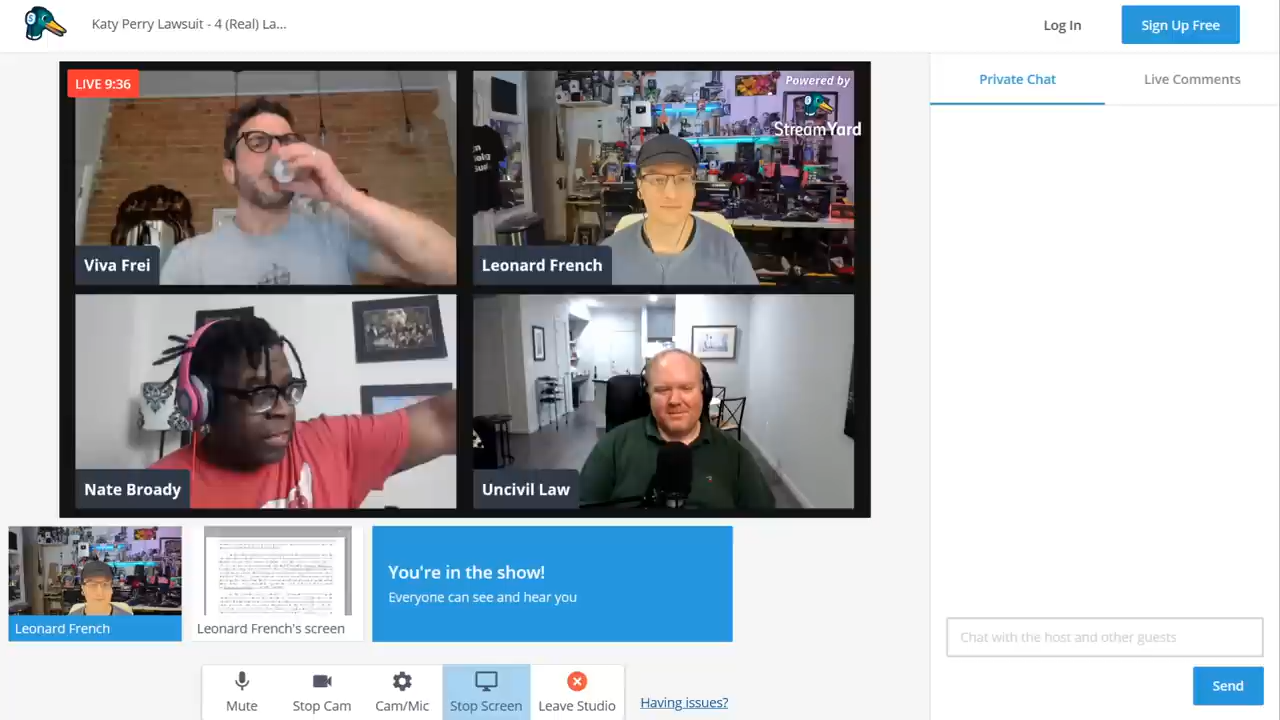 Katy Perry Lawsuit - 4 (Real) La...
Log In
Sign Up Free
LIVE 9:36
Powered by
StreamYard
Viva Frei
Leonard French
Nate Broady
Uncivil Law
Private Chat
Live Comments
Leonard French
Leonard French's screen
You're in the show!
Everyone can see and hear you
Chat with the host and other guests
Send
Mute
Stop Cam
Cam/Mic
Stop Screen
Leave Studio
Having issues?